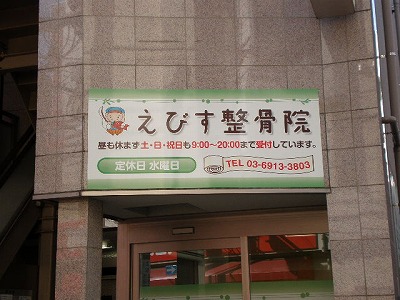 えびす整骨院
昼も休まず土・日・祝日も9:00～20:00まで受付しています。
定休日 水曜日
TEL 03-6913-3803